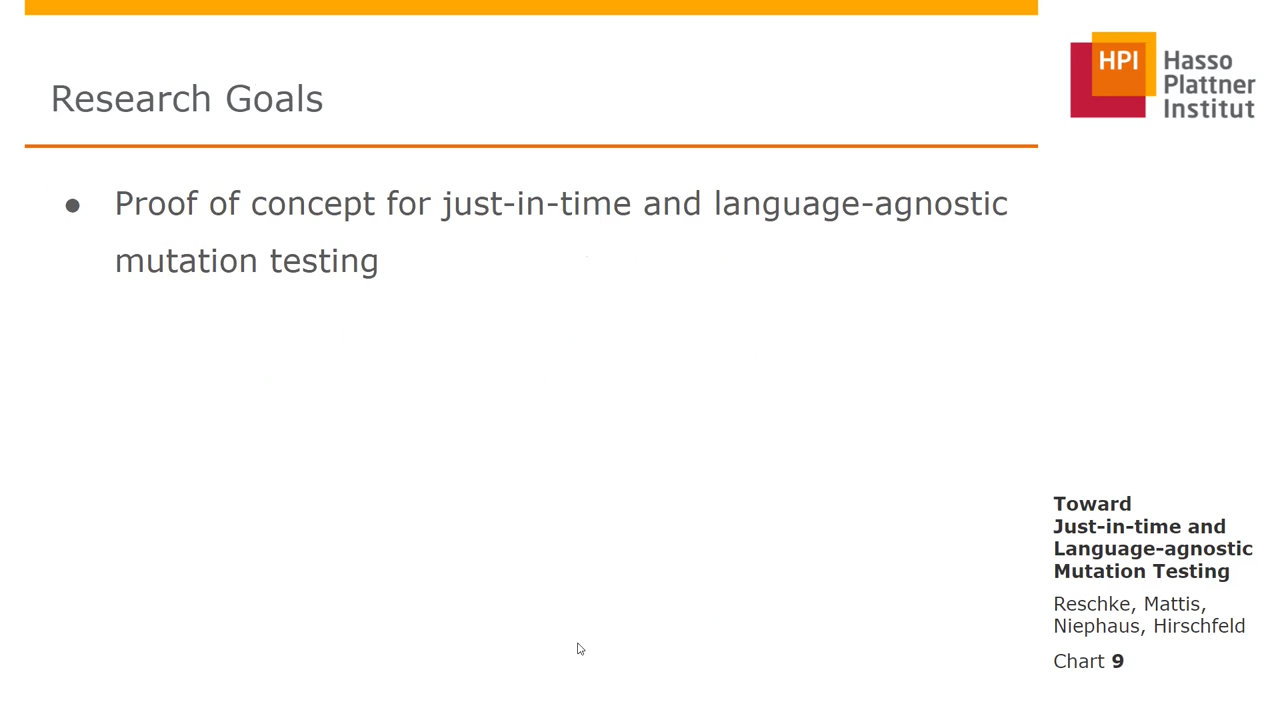 Research Goals
● Proof of concept for just-in-time and language-agnostic
mutation testing
HPI Hasso
Plattner
Institut
Toward
Just-in-time and
Language-agnostic
Mutation Testing
Reschke, Mattis,
Niephaus, Hirschfeld
Chart 9